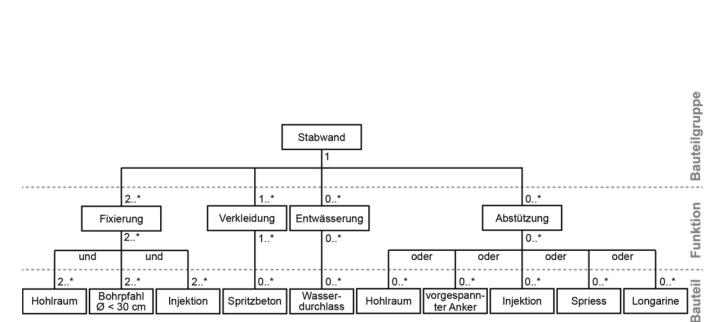 Stabwand
1
2..*
1..*
0..*
0..*
Fixierung
Verkleidung
Entwässerung
Abstützung
2..*
1..*
0..*
0..*
und
und
oder
oder
oder
oder
2..*
2..*
2..*
0..*
0..*
0..*
0..*
0..*
0..*
0..*
Hohlraum
Bohrpfahl
Ø < 30 cm
Injektion
Spritzbeton
Wasser-
durchlass
Hohlraum
vorgespann-
ter Anker
Injektion
Spriess
Longarine
Bauteilgruppe
Funktion
Bauteil